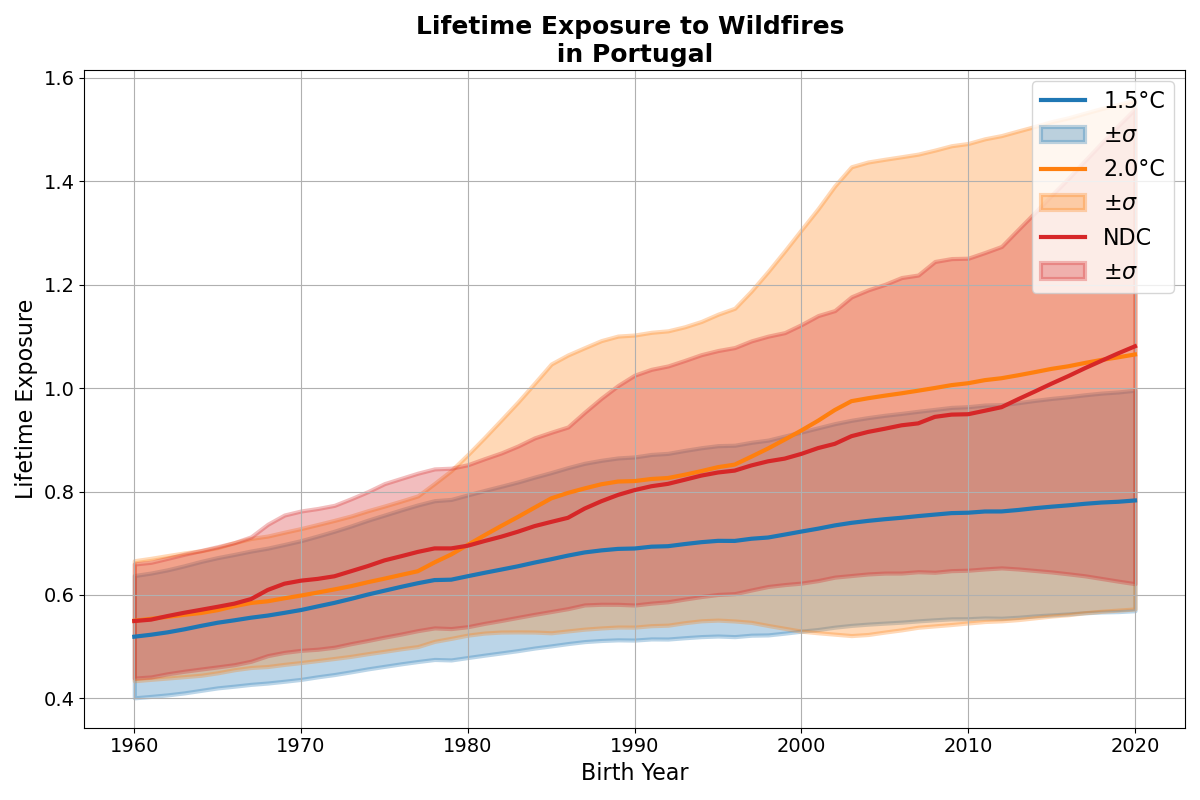 Lifetime Exposure to Wildfires
in Portugal
1.6
1.4
1.2
1.0
0.8
0.6
0.4
Lifetime Exposure
1960
1970
1980
1990
2000
2010
2020
Birth Year
1.5°C
±σ
2.0°C
±σ
NDC
±σ